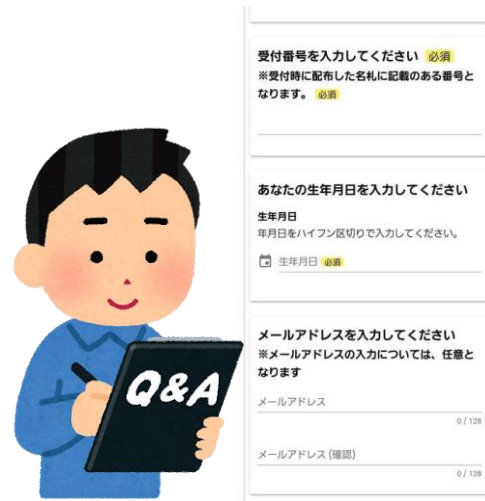 受付番号を入力してください 必須
※受付時に配布した名札に記載のある番号と
なります。 必須
あなたの生年月日を入力してください
生年月日
年月日をハイフン区切りで入力してください。
生年月日 必須
メールアドレスを入力してください
※メールアドレスの入力については、任意と
なります
メールアドレス
0 / 128
メールアドレス (確認)
0 / 128
Q&A